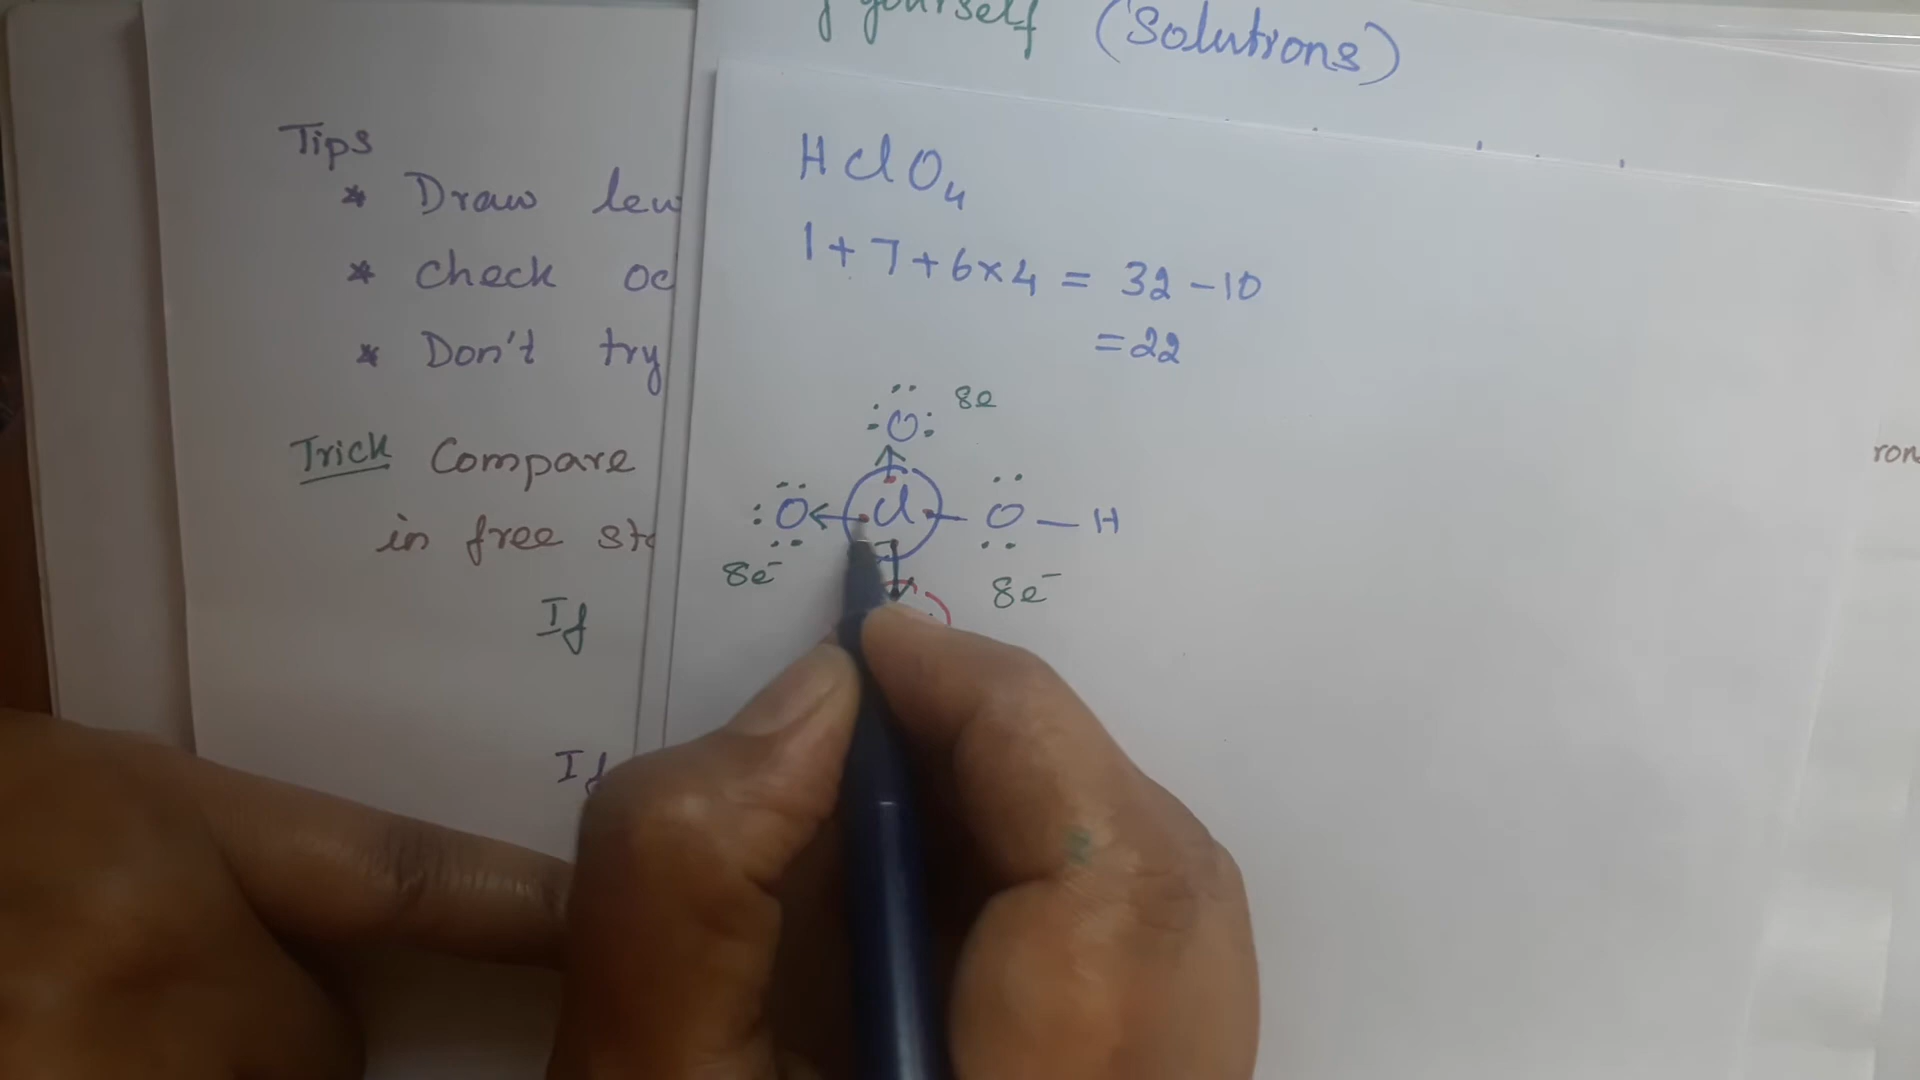 yourself (Solutions)
Tips
* Draw lew
* check oc
* Don't try
Trick Compare
in free sta
If
If
HClO4
1+7+6×4 = 32-10
=22
:O: 8e
:O ← Cl — O — H
8e- 8e-
ron